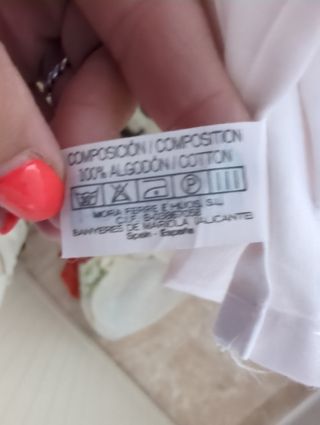 COMPOSICIÓN / COMPOSITION
100% ALGODÓN / COTTON
P
MORA FERRE E HIJOS, S.L.
C.I.F.
BANYERES DE MARIOLA (ALICANTE)
Spain - España